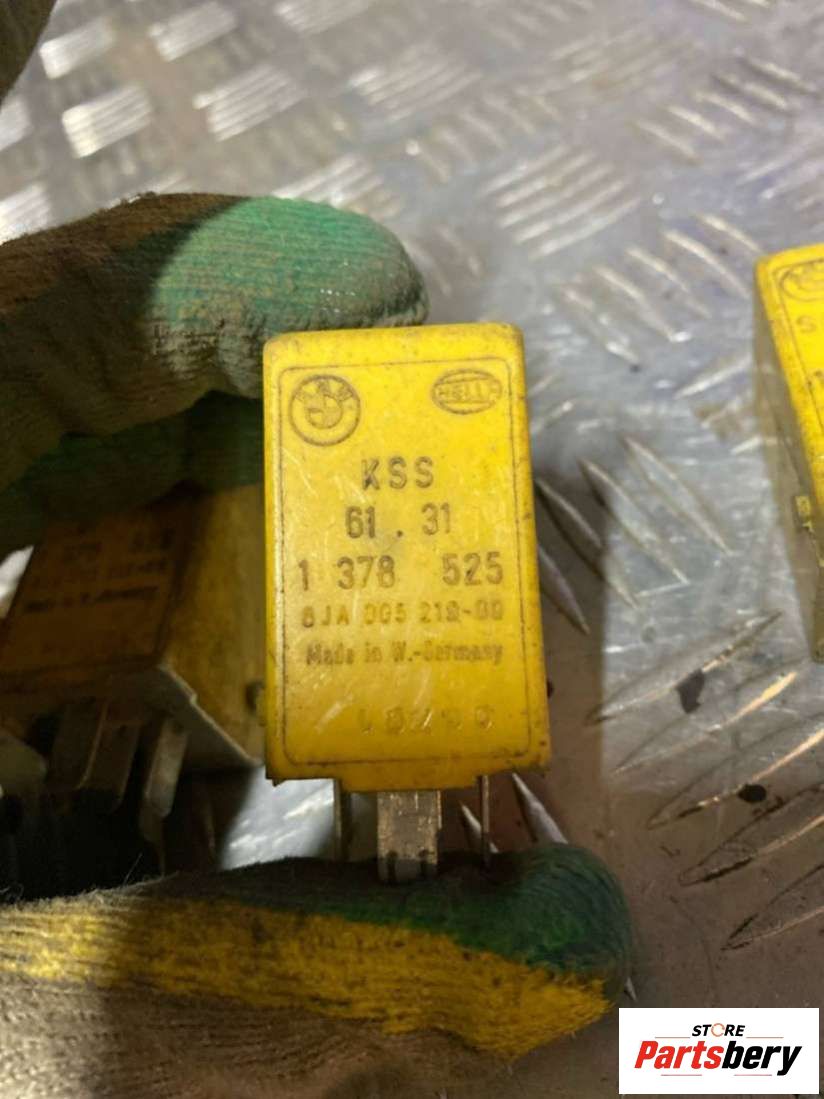 BMW
HELLA
KSS
61 . 31
1 378 525
Made in W.-Germany
S
STORE
Partsbery